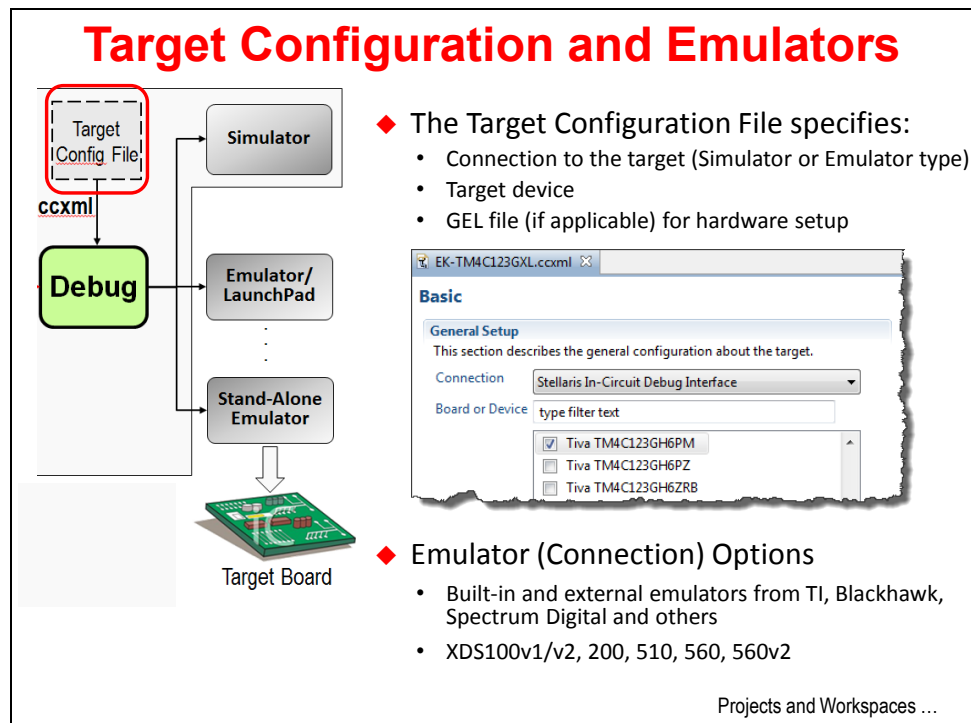 Target Configuration and Emulators
Target
Config File
ccxml
Debug
Simulator
Emulator/
LaunchPad
Stand-Alone
Emulator
TC
Target Board
The Target Configuration File specifies:
• Connection to the target (Simulator or Emulator type)
• Target device
• GEL file (if applicable) for hardware setup
EK-TM4C123GXL.ccxml
Basic
General Setup
This section describes the general configuration about the target.
Connection Stellaris In-Circuit Debug Interface
Board or Device type filter text
Tiva TM4C123GH6PM
Tiva TM4C123GH6PZ
Tiva TM4C123GH6ZRB
Emulator (Connection) Options
• Built-in and external emulators from TI, Blackhawk,
Spectrum Digital and others
• XDS100v1/v2, 200, 510, 560, 560v2
Projects and Workspaces ...